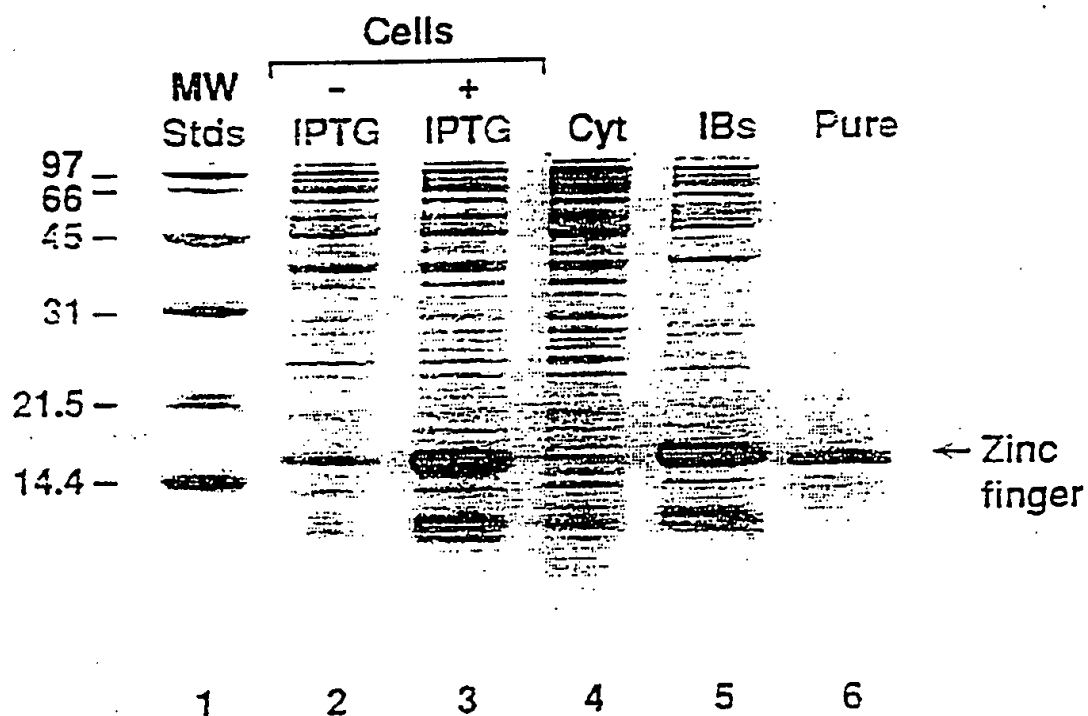 Cells
MW - +
Stds IPTG IPTG Cyt IBs Pure
97
66
45
31
21.5
14.4
← Zinc
finger
1 2 3 4 5 6